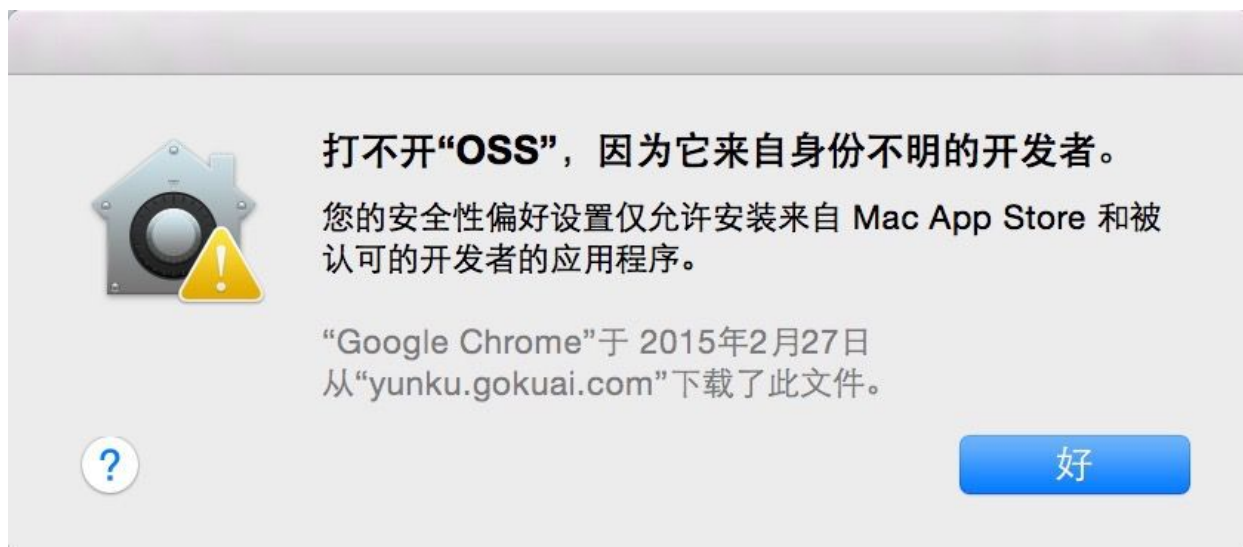 打不开“OSS”，因为它来自身份不明的开发者。
您的安全性偏好设置仅允许安装来自 Mac App Store 和被
认可的开发者的应用程序。
“Google Chrome”于 2015年2月27日
从“yunku.gokuai.com”下载了此文件。
?
好